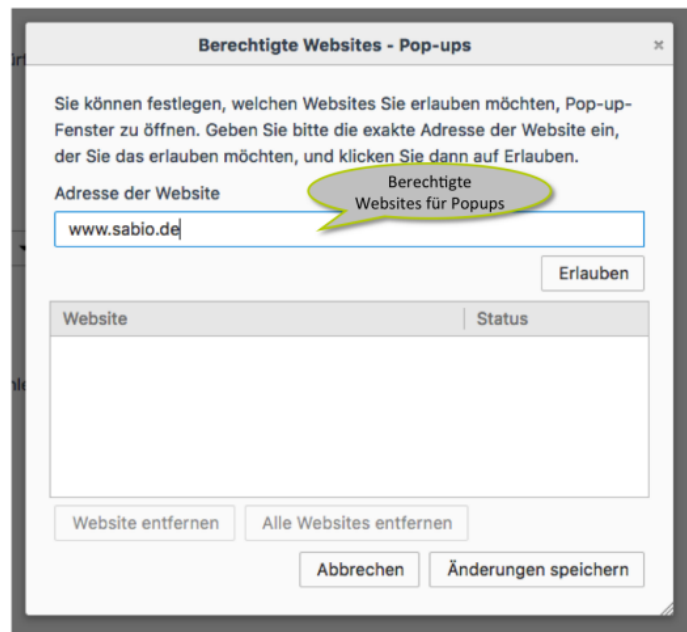 Berechtigte Websites - Pop-ups
Sie können festlegen, welchen Websites Sie erlauben möchten, Pop-up-
Fenster zu öffnen. Geben Sie bitte die exakte Adresse der Website ein,
der Sie das erlauben möchten, und klicken Sie dann auf Erlauben.
Berechtigte
Websites für Popups
Adresse der Website
www.sabio.de
Erlauben
Website Status
Website entfernen Alle Websites entfernen
Abbrechen Änderungen speichern